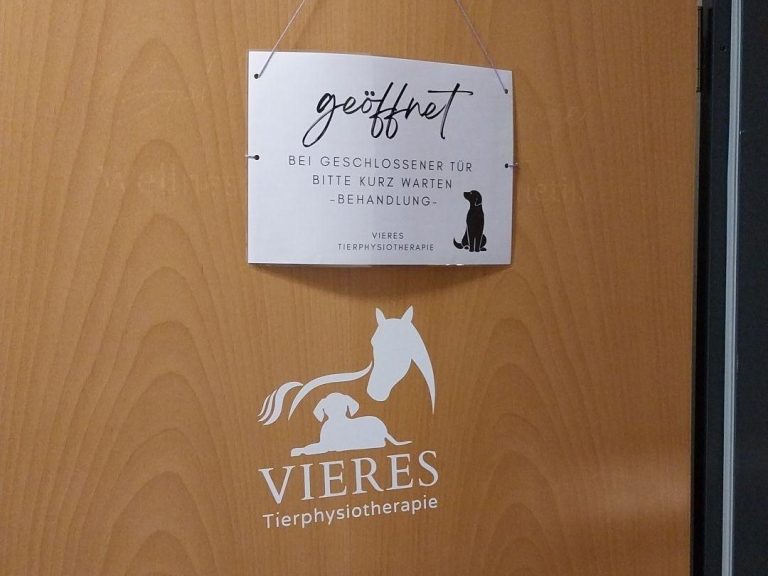 geöffnet
BEI GESCHLOSSENER TÜR
BITTE KURZ WARTEN
-BEHANDLUNG-
VIERES
TIERPHYSIOTHERAPIE
VIERES
Tierphysiotherapie